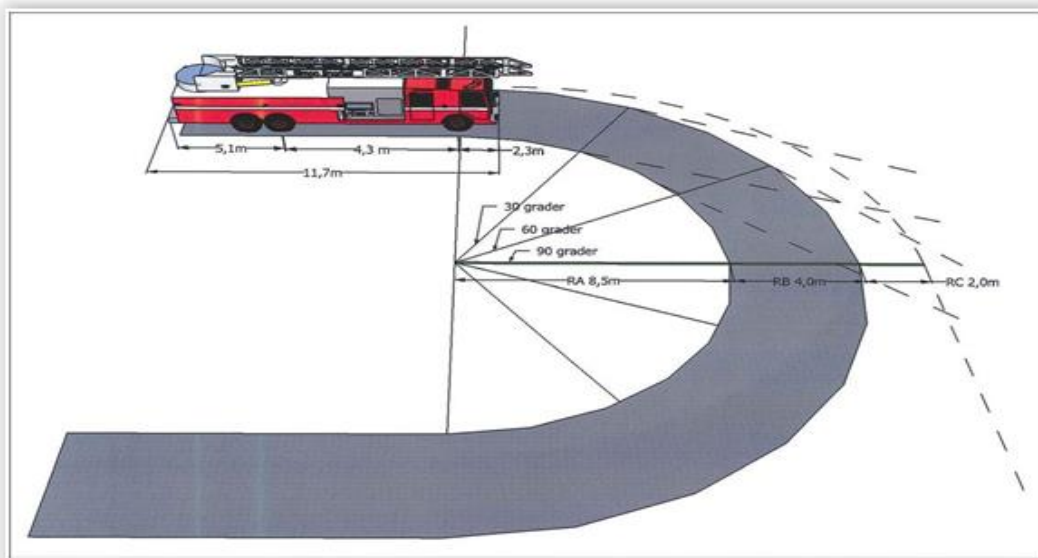 5,1m
4,3 m
2,3m
11,7m
30 grader
60 grader
90 grader
RA 8,5m
RB 4,0m
RC 2,0m